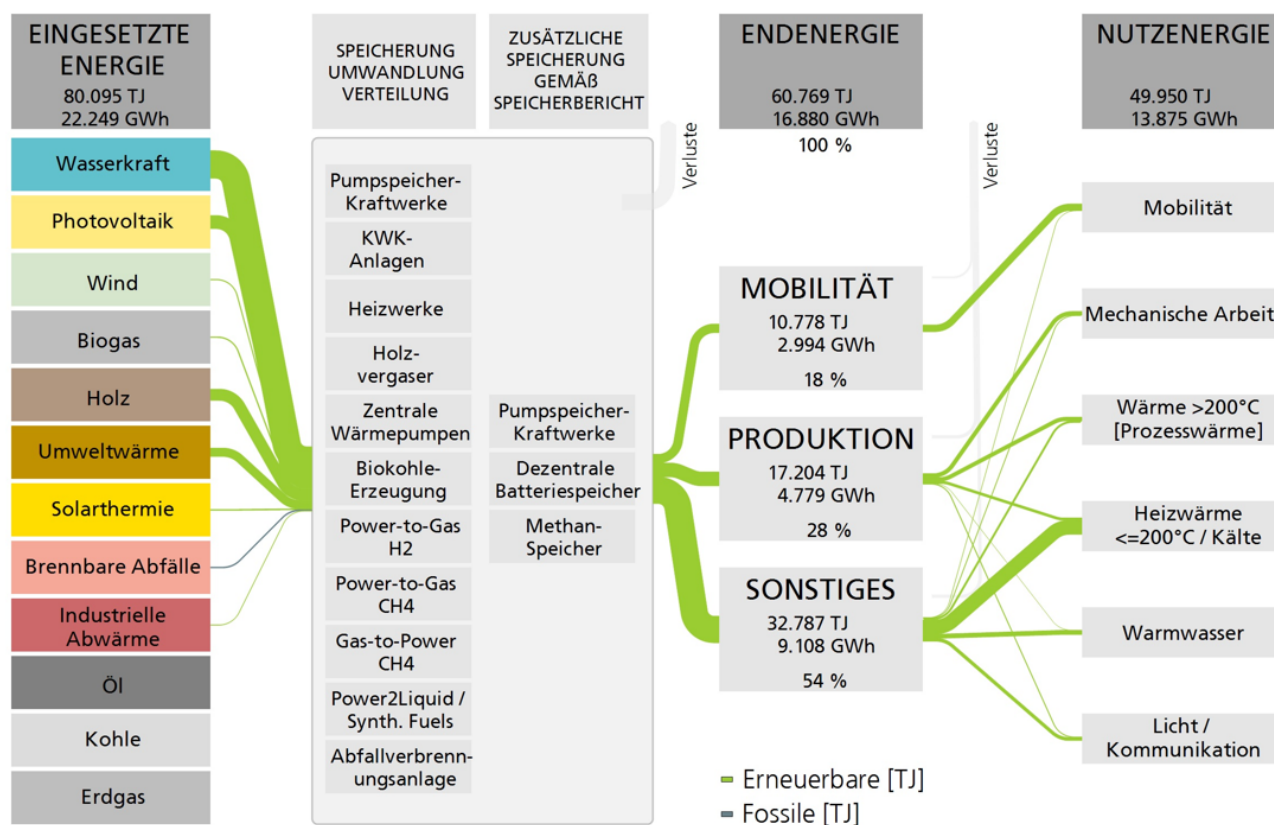 EINGESETZTE
ENERGIE
80.095 TJ
22.249 GWh
Wasserkraft
Photovoltaik
Wind
Biogas
Holz
Umweltwärme
Solarthermie
Brennbare Abfälle
Industrielle
Abwärme
Öl
Kohle
Erdgas
SPEICHERUNG
UMWANDLUNG
VERTEILUNG
Pumpspeicher-
Kraftwerke
KWK-
Anlagen
Heizwerke
Holz-
vergaser
Zentrale
Wärmepumpen
Biokohle-
Erzeugung
Power-to-Gas
H2
Power-to-Gas
CH4
Gas-to-Power
CH4
Power2Liquid /
Synth. Fuels
Abfallverbrenn-
ungsanlage
ZUSÄTZLICHE
SPEICHERUNG
GEMÄß
SPEICHERBERICHT
Pumpspeicher-
Kraftwerke
Dezentrale
Batteriespeicher
Methan-
Speicher
Verluste
ENDENERGIE
60.769 TJ
16.880 GWh
100 %
MOBILITÄT
10.778 TJ
2.994 GWh
18 %
PRODUKTION
17.204 TJ
4.779 GWh
28 %
SONSTIGES
32.787 TJ
9.108 GWh
54 %
Erneuerbare [TJ]
Fossile [TJ]
Verluste
NUTZENERGIE
49.950 TJ
13.875 GWh
Mobilität
Mechanische Arbeit
Wärme >200°C
[Prozesswärme]
Heizwärme
<=200°C / Kälte
Warmwasser
Licht /
Kommunikation